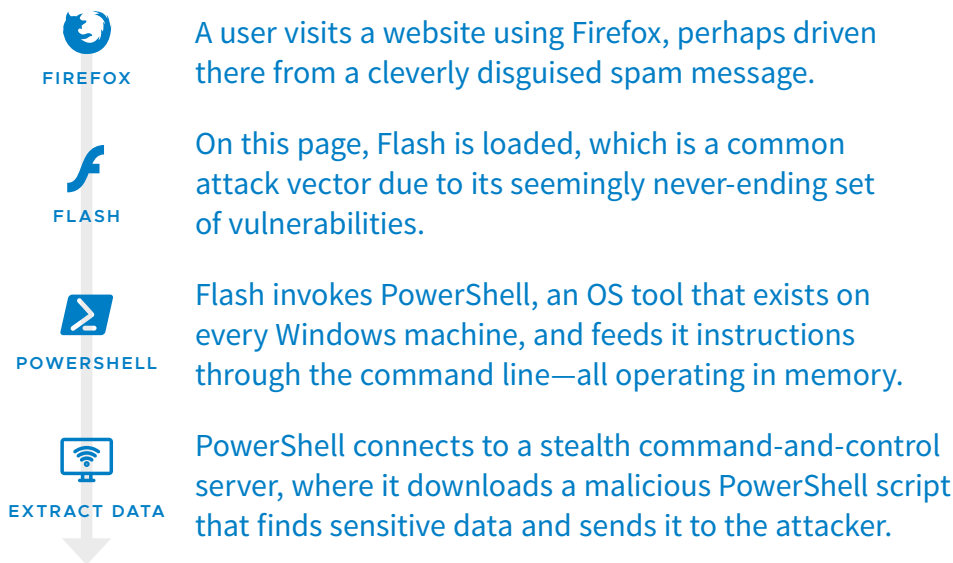 FIREFOX
A user visits a website using Firefox, perhaps driven
there from a cleverly disguised spam message.
FLASH
On this page, Flash is loaded, which is a common
attack vector due to its seemingly never-ending set
of vulnerabilities.
POWERSHELL
Flash invokes PowerShell, an OS tool that exists on
every Windows machine, and feeds it instructions
through the command line—all operating in memory.
EXTRACT DATA
PowerShell connects to a stealth command-and-control
server, where it downloads a malicious PowerShell script
that finds sensitive data and sends it to the attacker.